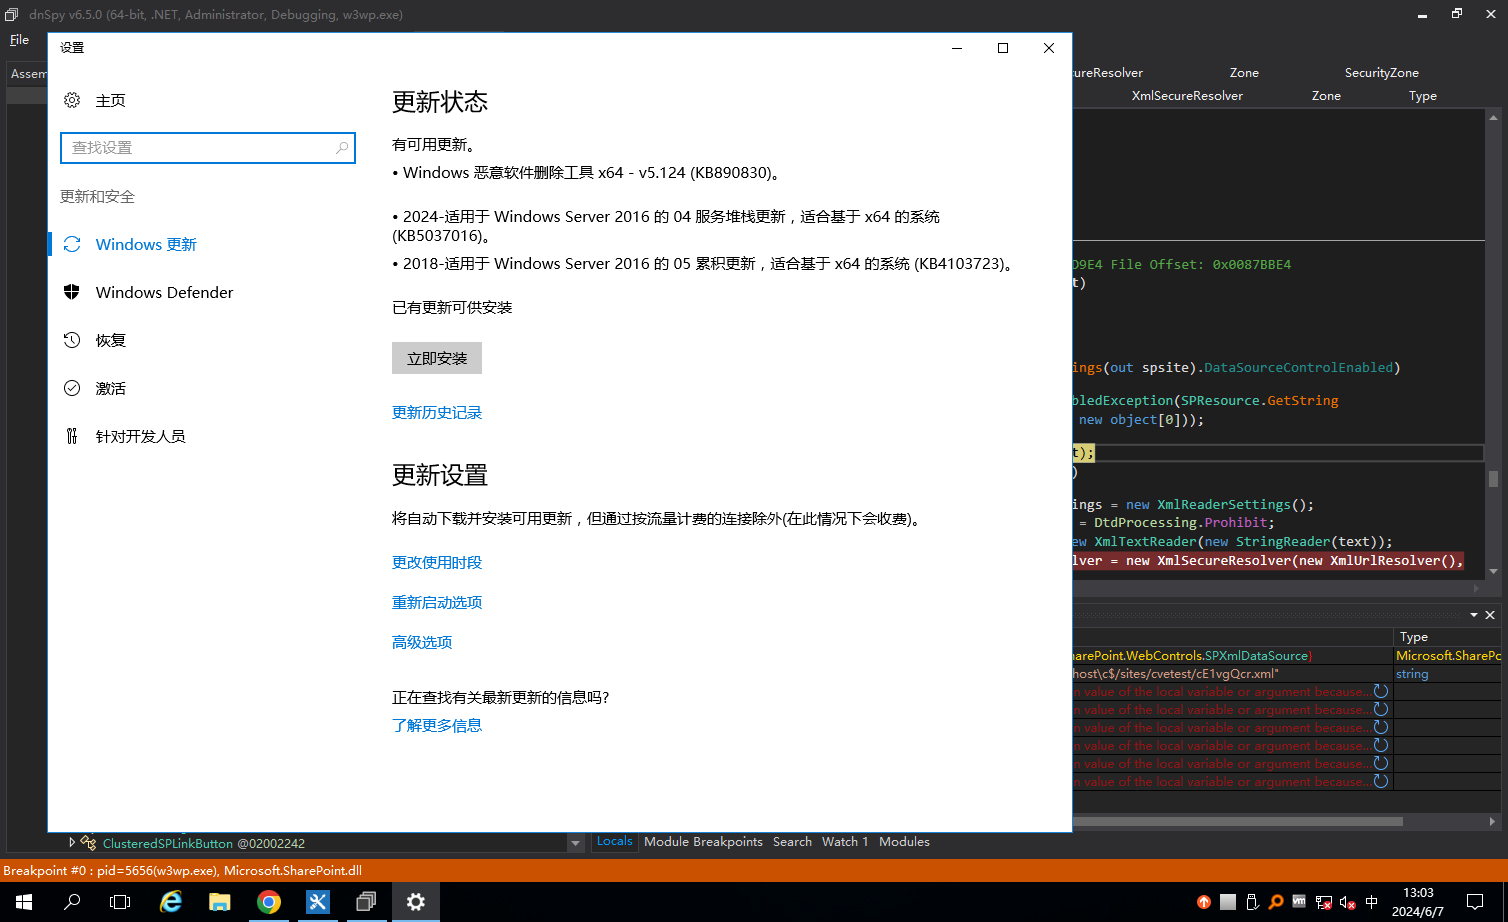 dnSpy v6.5.0 (64-bit, .NET, Administrator, Debugging, w3wp.exe)
File
设置
Assem
主页
查找设置
更新和安全
Windows 更新
Windows Defender
恢复
激活
针对开发人员
更新状态
有可用更新。
• Windows 恶意软件删除工具 x64 - v5.124 (KB890830)。
• 2024-适用于 Windows Server 2016 的 04 服务堆栈更新，适合基于 x64 的系统
(KB5037016)。
• 2018-适用于 Windows Server 2016 的 05 累积更新，适合基于 x64 的系统 (KB4103723)。
已有更新可供安装
立即安装
更新历史记录
更新设置
将自动下载并安装可用更新，但通过按流量计费的连接除外(在此情况下会收费)。
更改使用时段
重新启动选项
高级选项
正在查找有关最新更新的信息吗?
了解更多信息
ureResolver Zone SecurityZone
XmlSecureResolver Zone Type
D9E4 File Offset: 0x0087BBE4
t)
ings(out spsite).DataSourceControlEnabled)
bledException(SPResource.GetString
new object[0]));
t);
)
ings = new XmlReaderSettings();
= DtdProcessing.Prohibit;
ew XmlTextReader(new StringReader(text));
lver = new XmlSecureResolver(new XmlUrlResolver(),
Type
harePoint.WebControls.SPXmlDataSource} Microsoft.SharePo
host\c$/sites/cvetest/cE1vgQcr.xml" string
n value of the local variable or argument because...
n value of the local variable or argument because...
n value of the local variable or argument because...
n value of the local variable or argument because...
n value of the local variable or argument because...
n value of the local variable or argument because...
ClusteredSPLinkButton @02002242
Locals Module Breakpoints Search Watch 1 Modules
Breakpoint #0 : pid=5656(w3wp.exe), Microsoft.SharePoint.dll
vm
中
13:03
2024/6/7